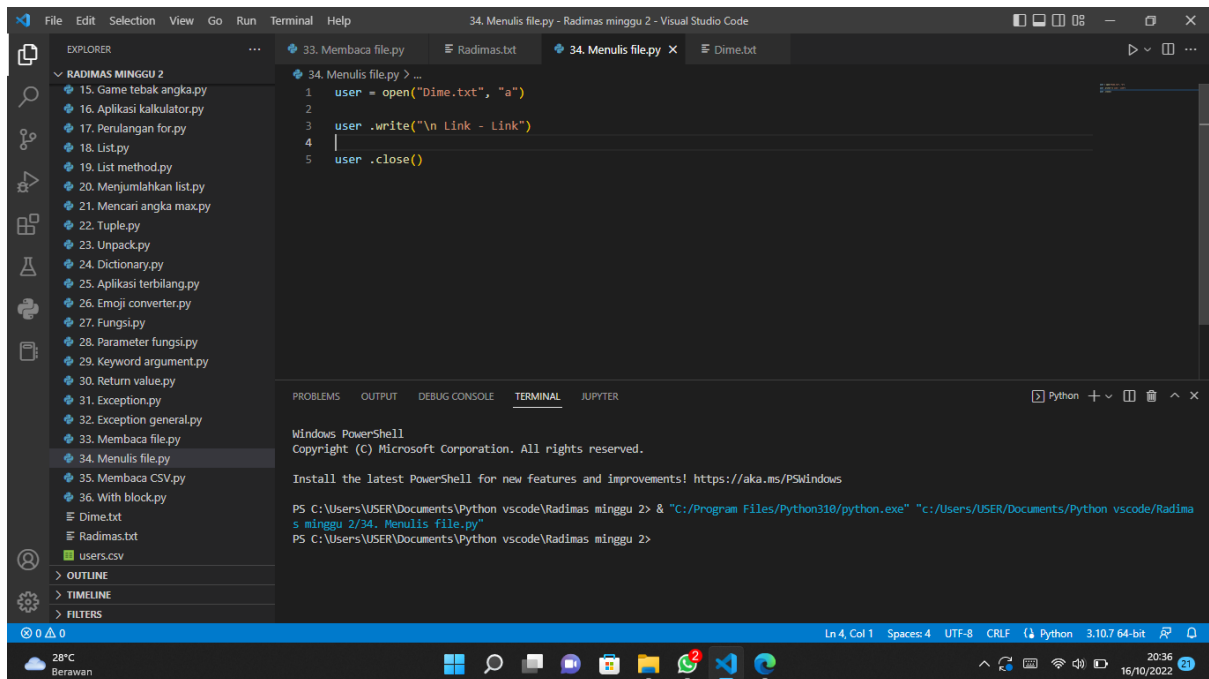 File Edit Selection View Go Run Terminal Help 34. Menulis file.py - Radimas minggu 2 - Visual Studio Code
EXPLORER ...
33. Membaca file.py Radimas.txt 34. Menulis file.py Dime.txt
RADIMAS MINGGU 2
15. Game tebak angka.py
16. Aplikasi kalkulator.py
17. Perulangan for.py
18. List.py
19. List method.py
20. Menjumlahkan list.py
21. Mencari angka max.py
22. Tuple.py
23. Unpack.py
24. Dictionary.py
25. Aplikasi terbilang.py
26. Emoji converter.py
27. Fungsi.py
28. Parameter fungsi.py
29. Keyword argument.py
30. Return value.py
31. Exception.py
32. Exception general.py
33. Membaca file.py
34. Menulis file.py
35. Membaca CSV.py
36. With block.py
Dime.txt
Radimas.txt
users.csv
OUTLINE
TIMELINE
FILTERS
34. Menulis file.py > ...
1 user = open("Dime.txt", "a")
2
3 user .write("\n Link - Link")
4
5 user .close()
PROBLEMS OUTPUT DEBUG CONSOLE TERMINAL JUPYTER Python
Windows PowerShell
Copyright (C) Microsoft Corporation. All rights reserved.
Install the latest PowerShell for new features and improvements! https://aka.ms/PSWindows
PS C:\Users\USER\Documents\Python vscode\Radimas minggu 2> & "C:/Program Files/Python310/python.exe" "c:/Users/USER/Documents/Python vscode/Radima
s minggu 2/34. Menulis file.py"
PS C:\Users\USER\Documents\Python vscode\Radimas minggu 2>
0 0 Ln 4, Col 1 Spaces: 4 UTF-8 CRLF Python 3.10.7 64-bit
28°C
Berawan
2
20:36
16/10/2022
21